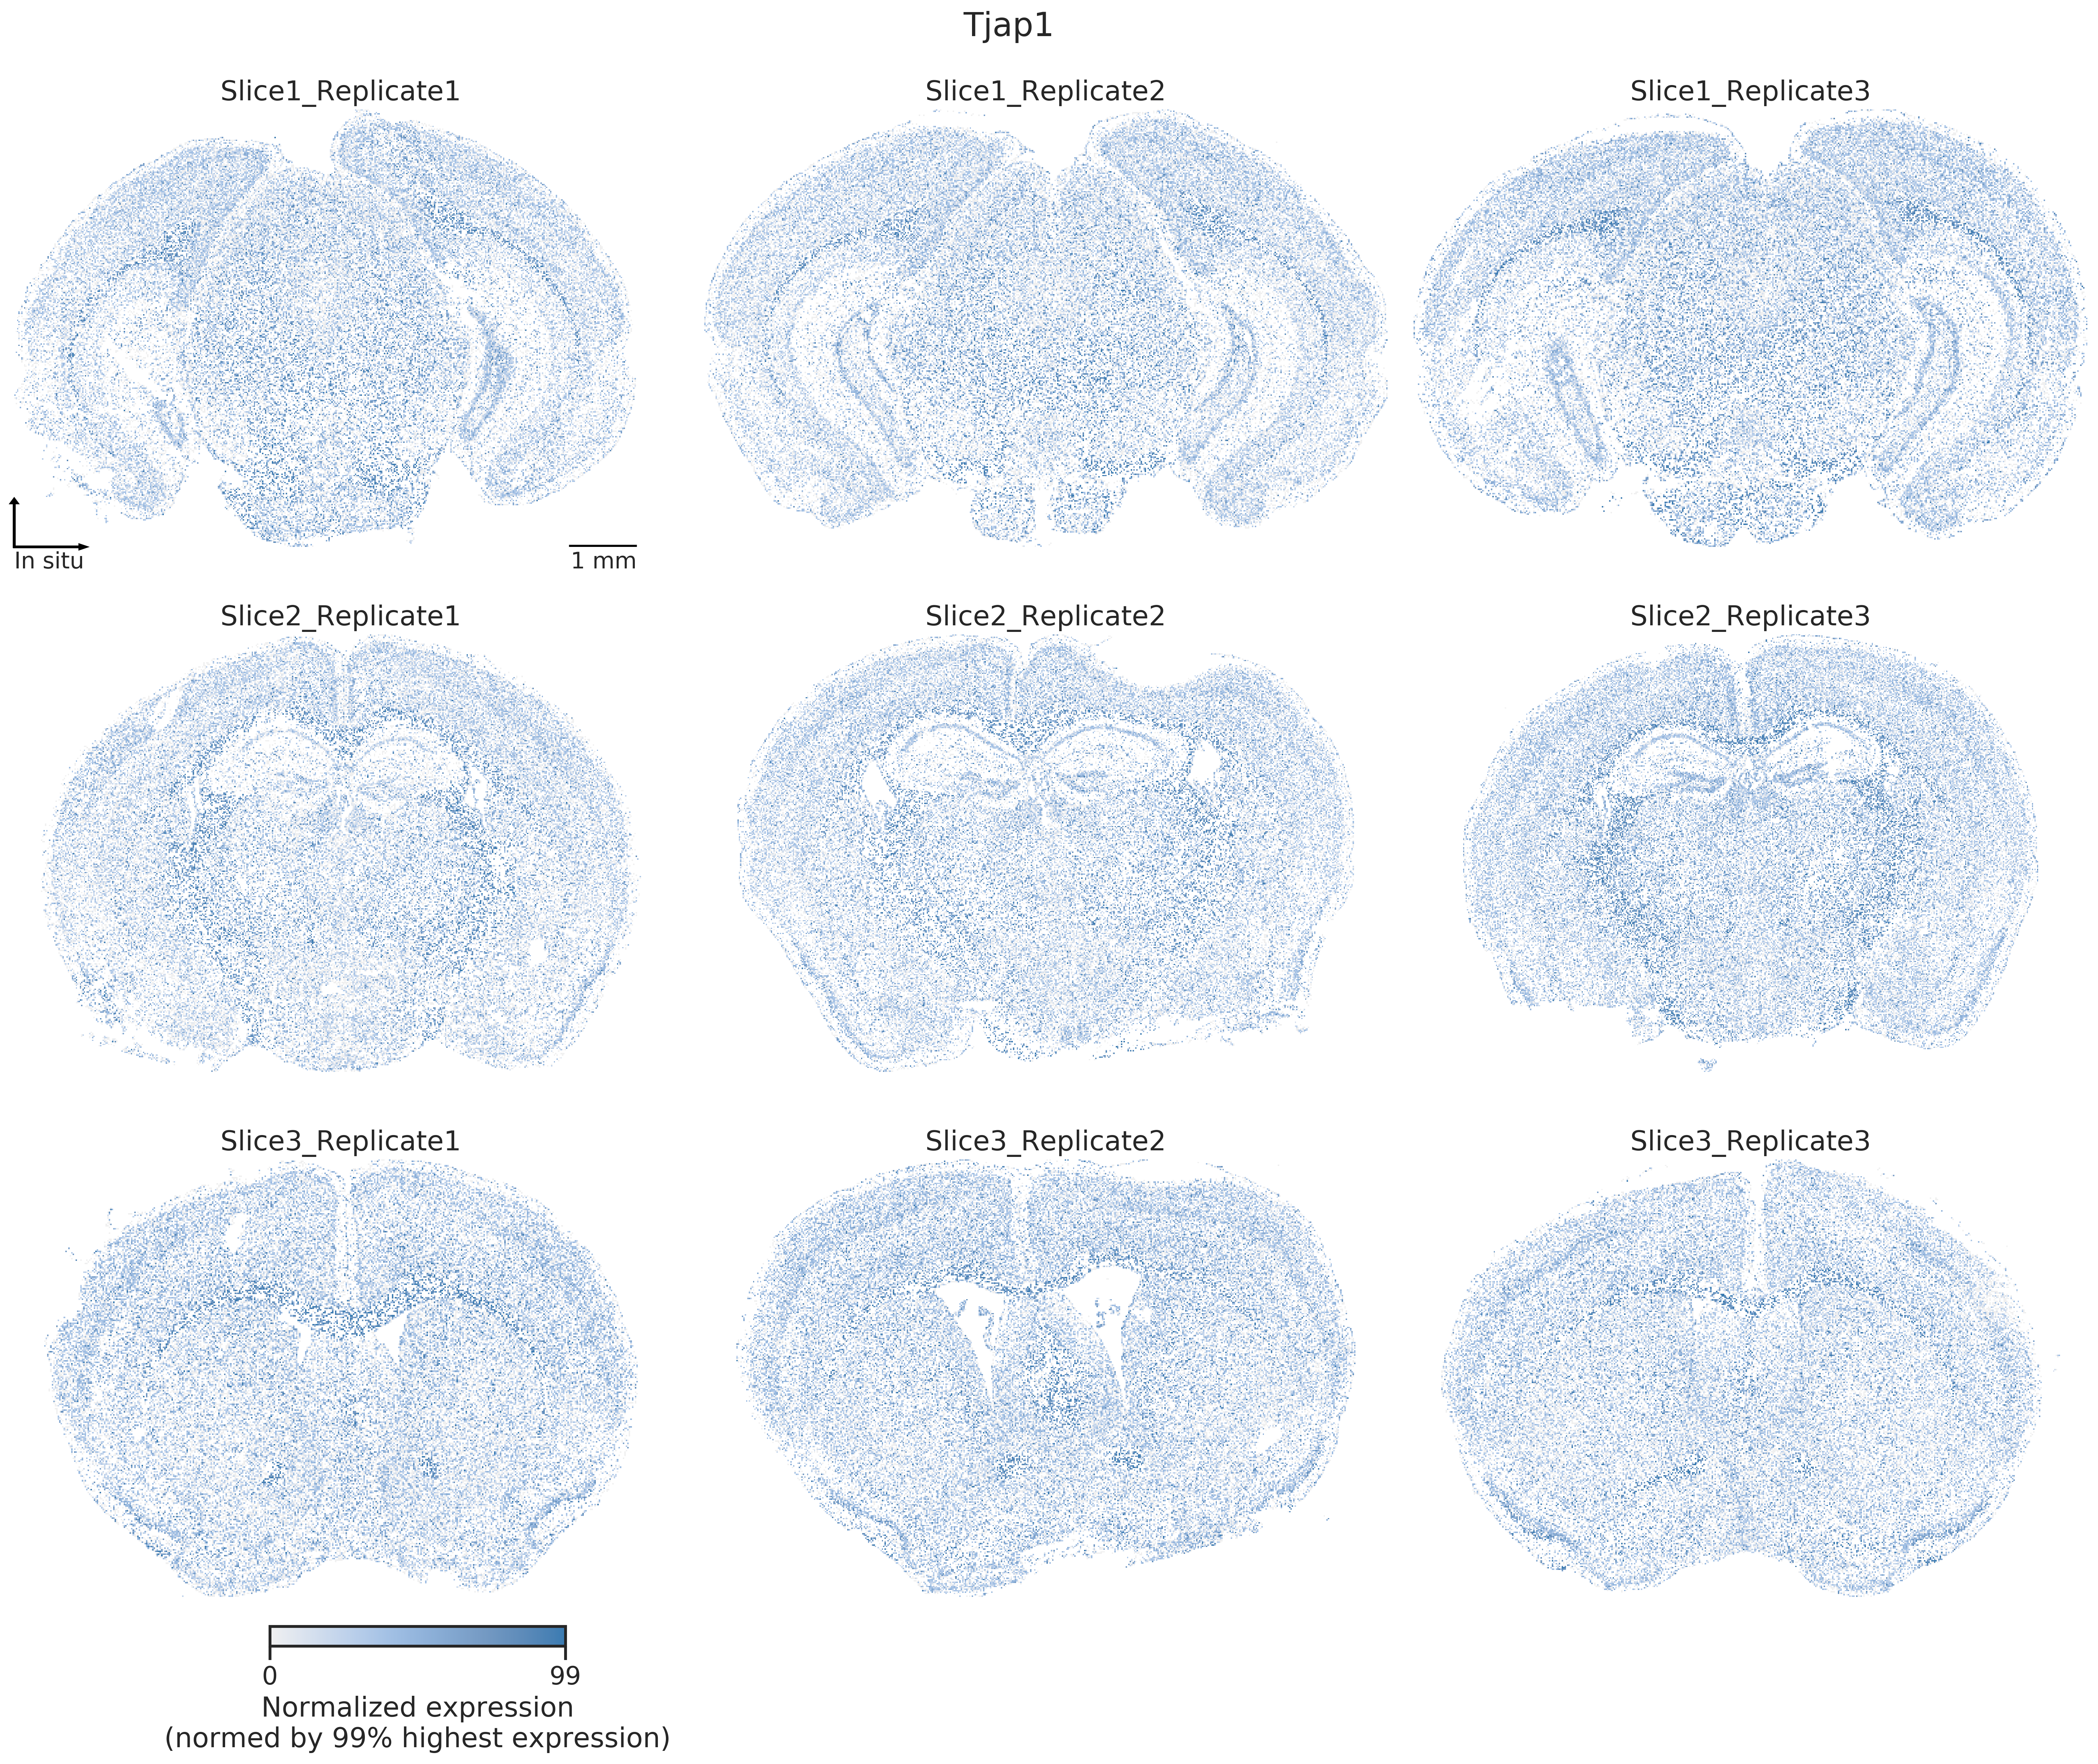 Tjap1
Slice1_Replicate1
Slice1_Replicate2
Slice1_Replicate3
In situ
1 mm
Slice2_Replicate1
Slice2_Replicate2
Slice2_Replicate3
Slice3_Replicate1
Slice3_Replicate2
Slice3_Replicate3
0
99
Normalized expression
(normed by 99% highest expression)